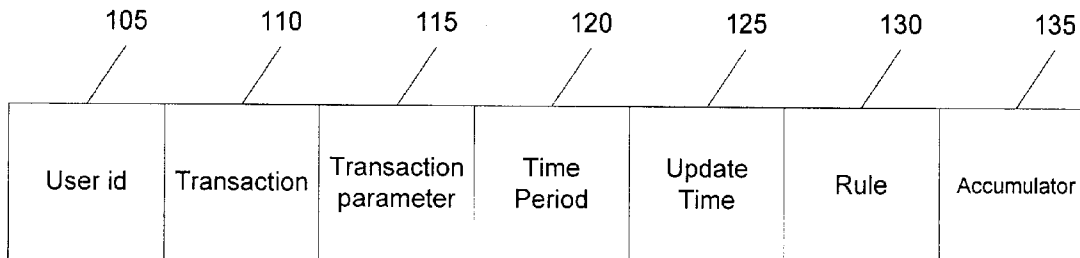 105 110 115 120 125 130 135
User id Transaction Transaction parameter Time Period Update Time Rule Accumulator